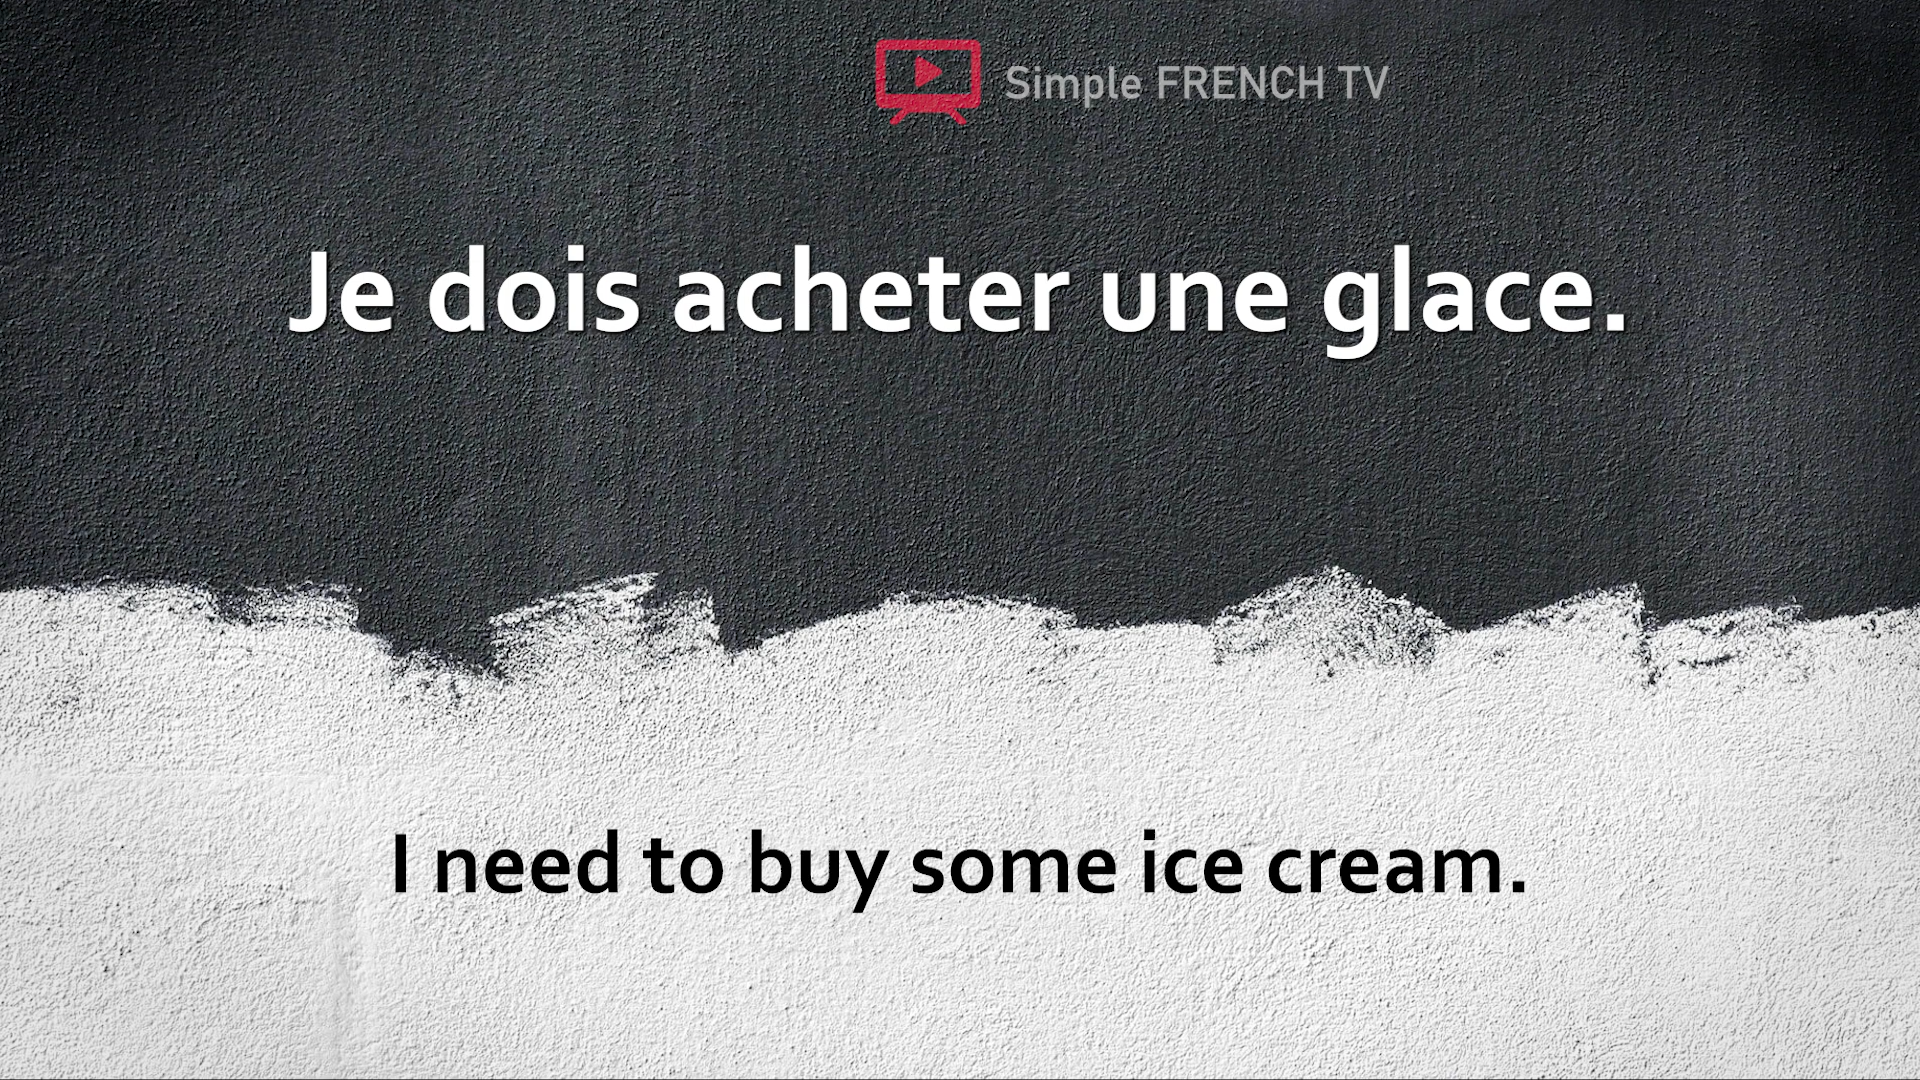 Simple FRENCH TV
Je dois acheter une glace.
I need to buy some ice cream.